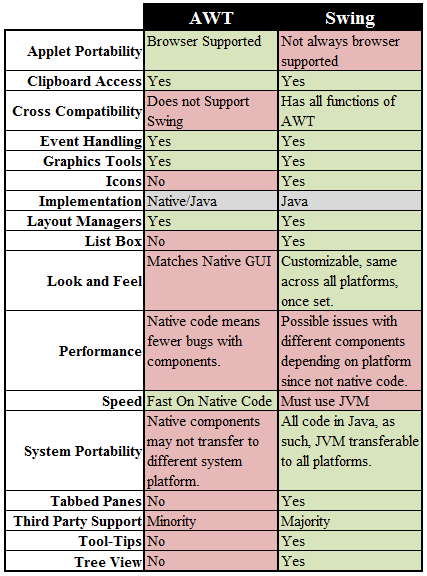 AWT Swing
Applet Portability Browser Supported Not always browser
supported
Clipboard Access Yes Yes
Cross Compatibility Does not Support Has all functions of
Swing AWT
Event Handling Yes Yes
Graphics Tools Yes Yes
Icons No Yes
Implementation Native/Java Java
Layout Managers Yes Yes
List Box No Yes
Look and Feel Matches Native GUI Customizable, same
across all platforms,
once set.
Performance Native code means Possible issues with
fewer bugs with different components
components. depending on platform
since not native code.
Speed Fast On Native Code Must use JVM
System Portability Native components All code in Java, as
may not transfer to such, JVM transferable
different system to all platforms.
platform.
Tabbed Panes No Yes
Third Party Support Minority Majority
Tool-Tips No Yes
Tree View No Yes